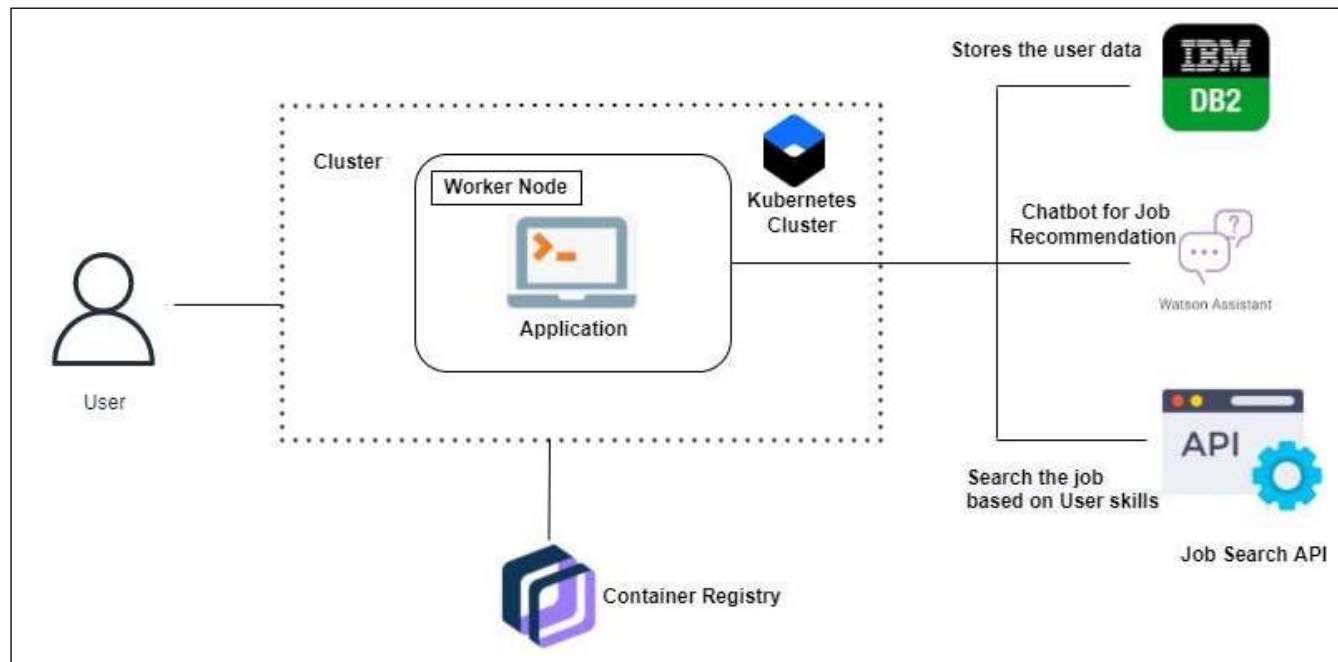 Stores the user data
IBM
DB2
Cluster
Worker Node
Kubernetes
Cluster
Application
Chatbot for Job
Recommendation
?
Watson Assistant
User
API
Search the job
based on User skills
Job Search API
Container Registry